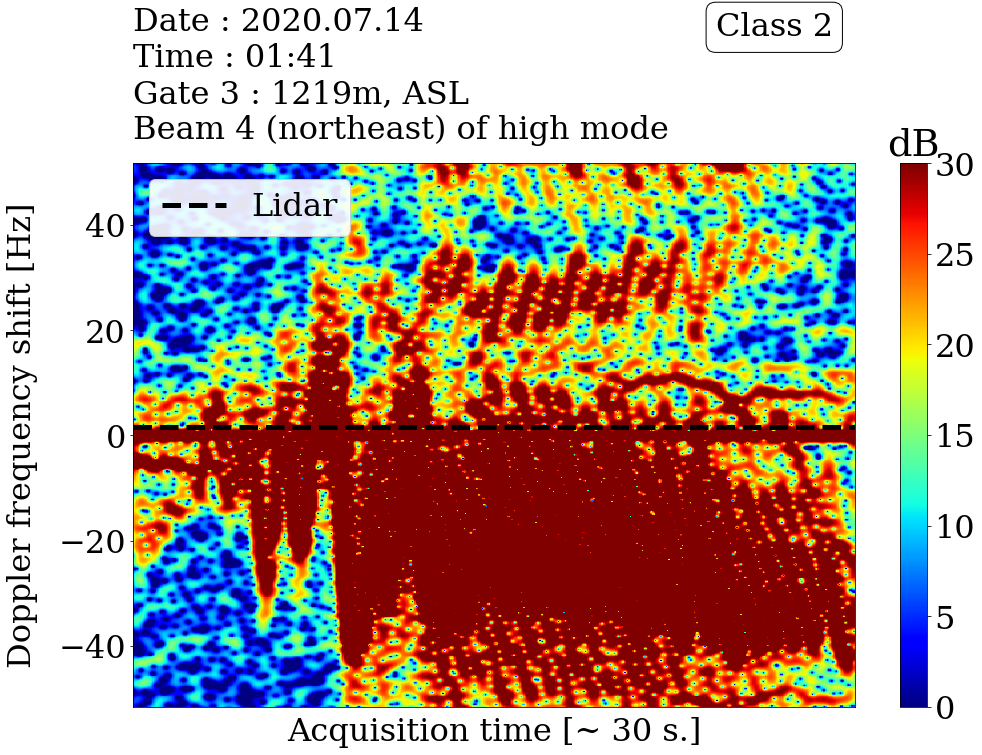 Date : 2020.07.14
Time : 01:41
Gate 3 : 1219m, ASL
Beam 4 (northeast) of high mode
Class 2
dB
Lidar
Doppler frequency shift [Hz]
40
20
0
−20
−40
Acquisition time [~ 30 s.]
30
25
20
15
10
5
0